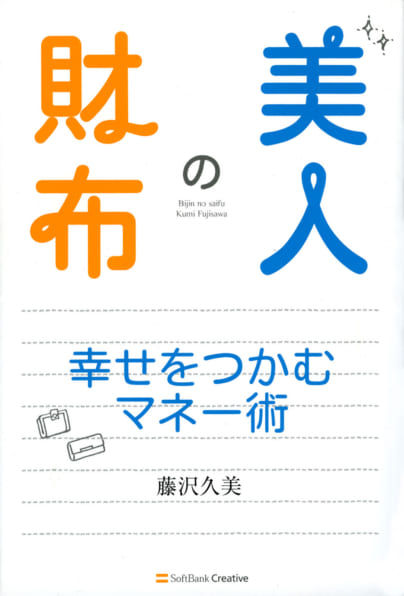 美人
の
財布
Bijin no saifu
Kumi Fujisawa
幸せをつかむ
マネー術
藤沢久美
SoftBank Creative